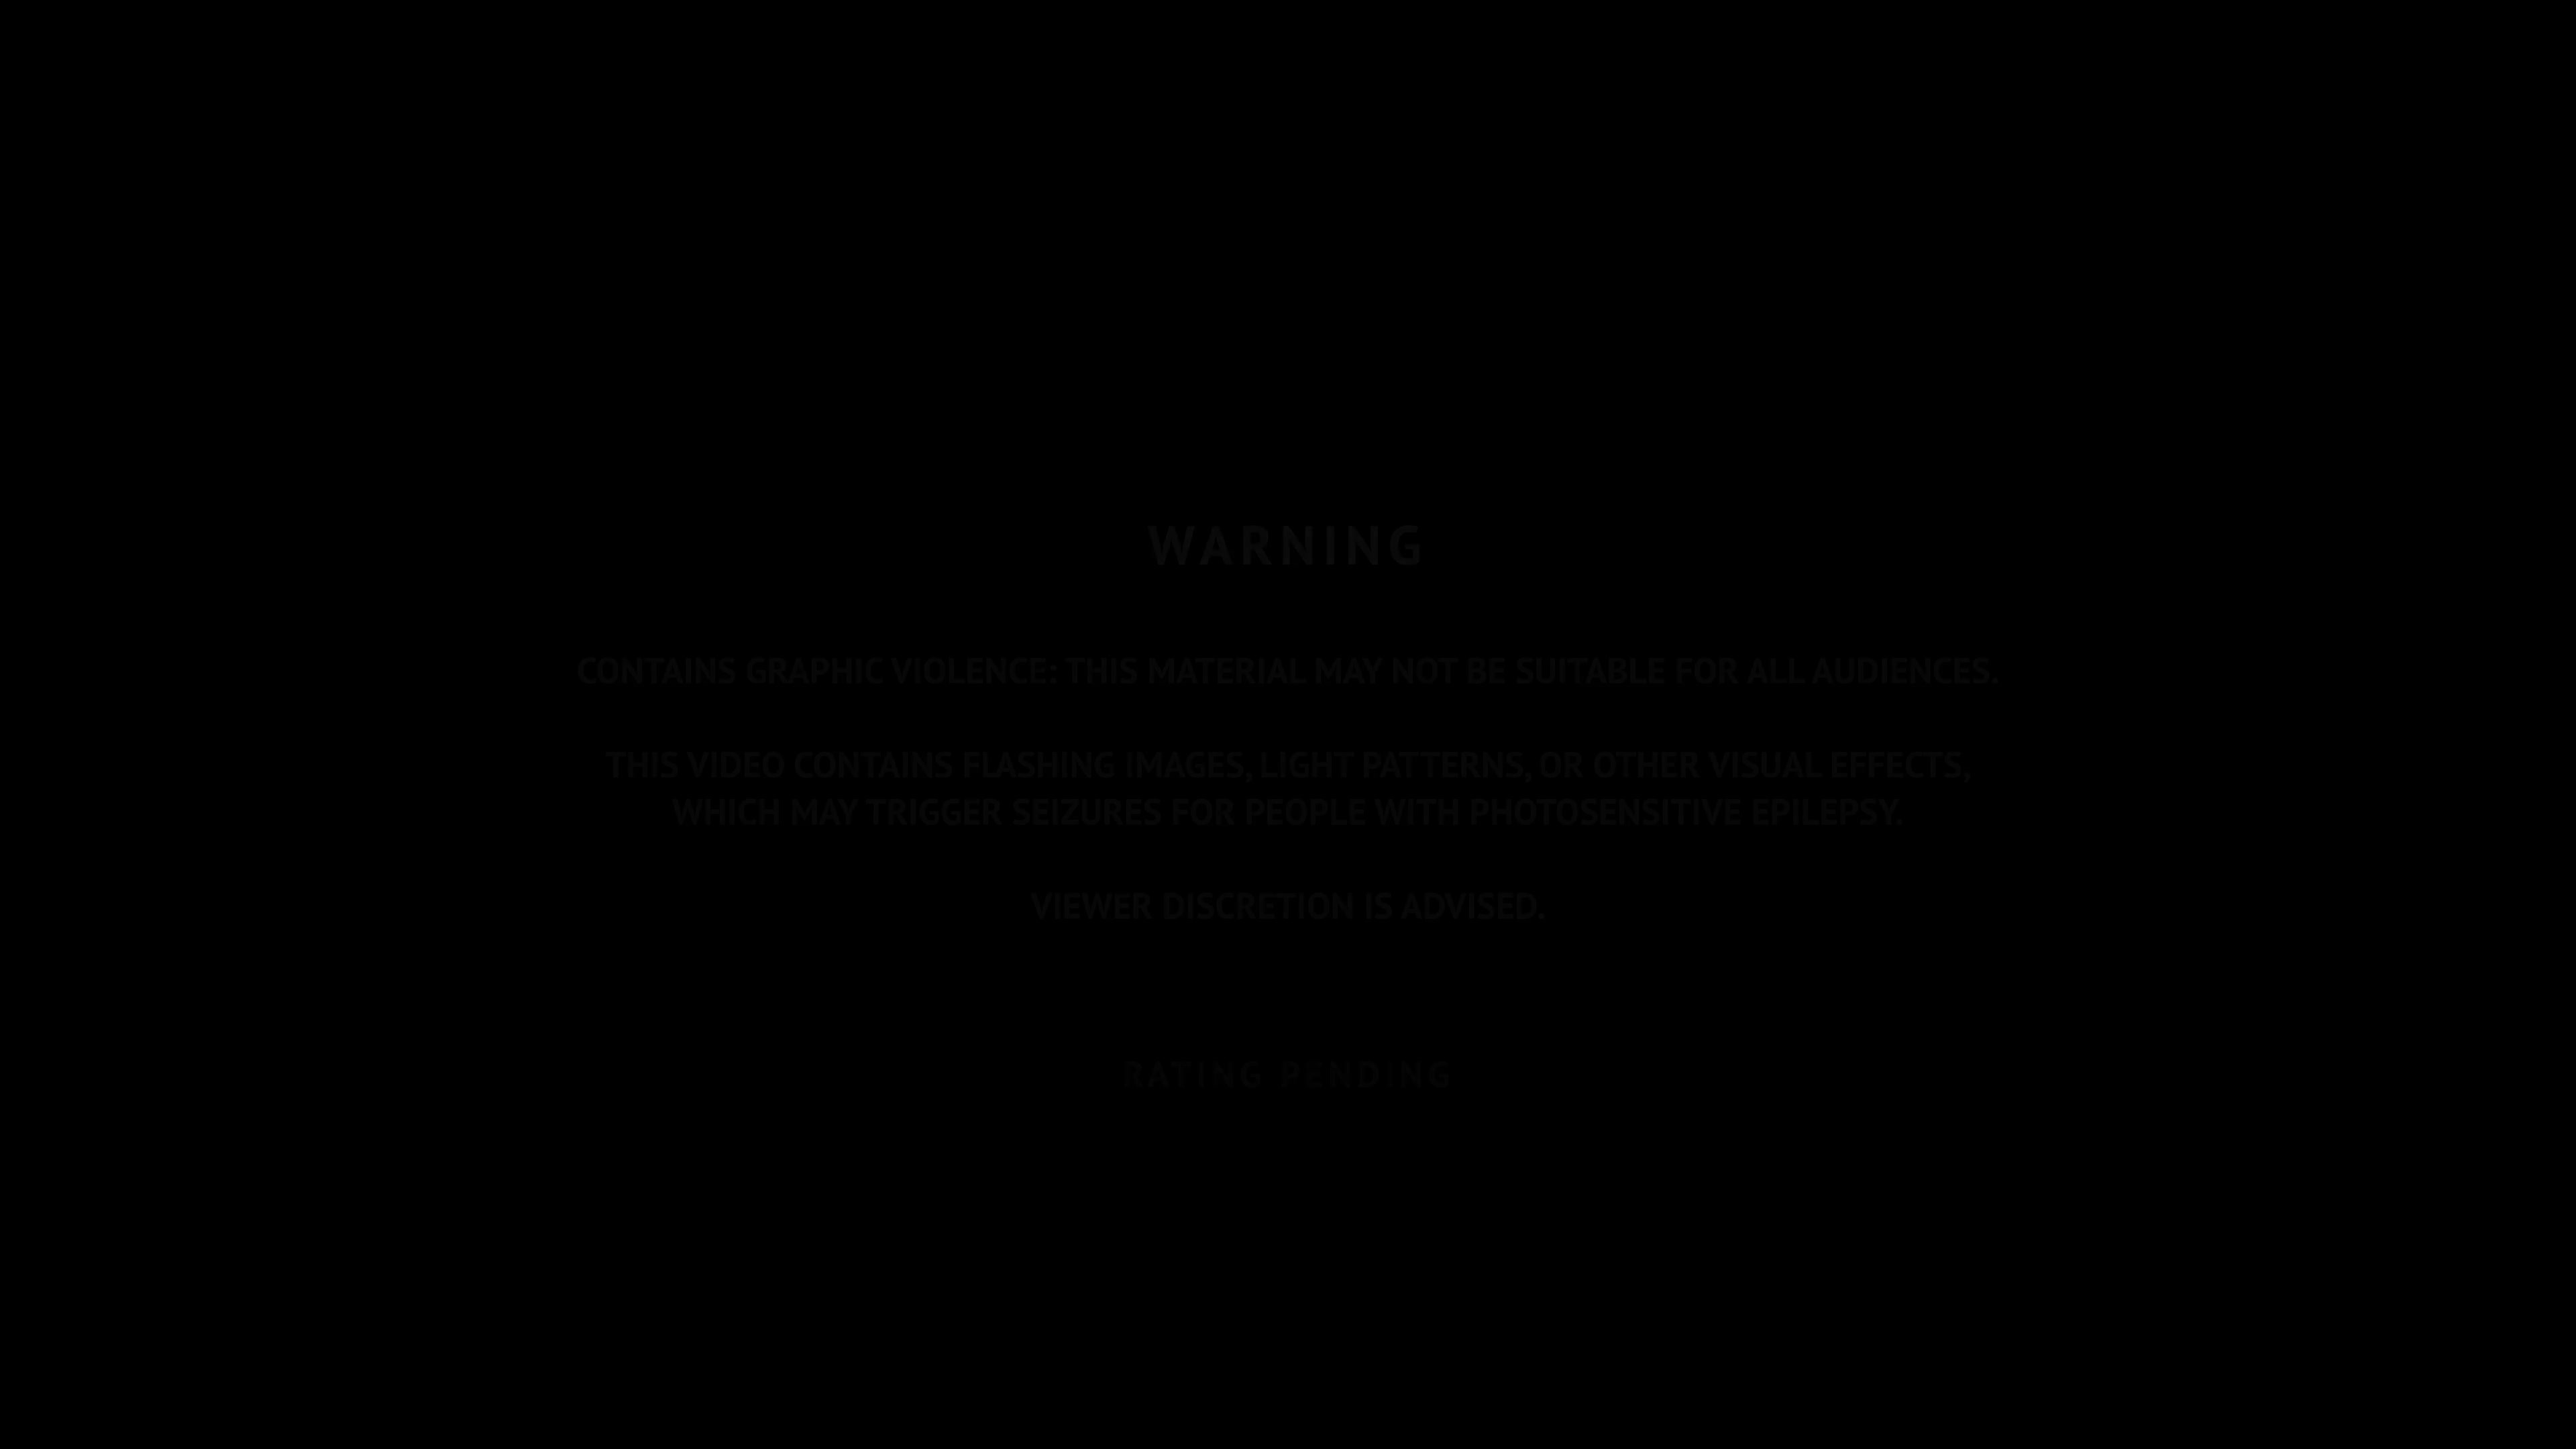 WARNING
CONTAINS GRAPHIC VIOLENCE: THIS MATERIAL MAY NOT BE SUITABLE FOR ALL AUDIENCES.
THIS VIDEO CONTAINS FLASHING IMAGES, LIGHT PATTERNS, OR OTHER VISUAL EFFECTS,
WHICH MAY TRIGGER SEIZURES FOR PEOPLE WITH PHOTOSENSITIVE EPILEPSY.
VIEWER DISCRETION IS ADVISED.
RATING PENDING